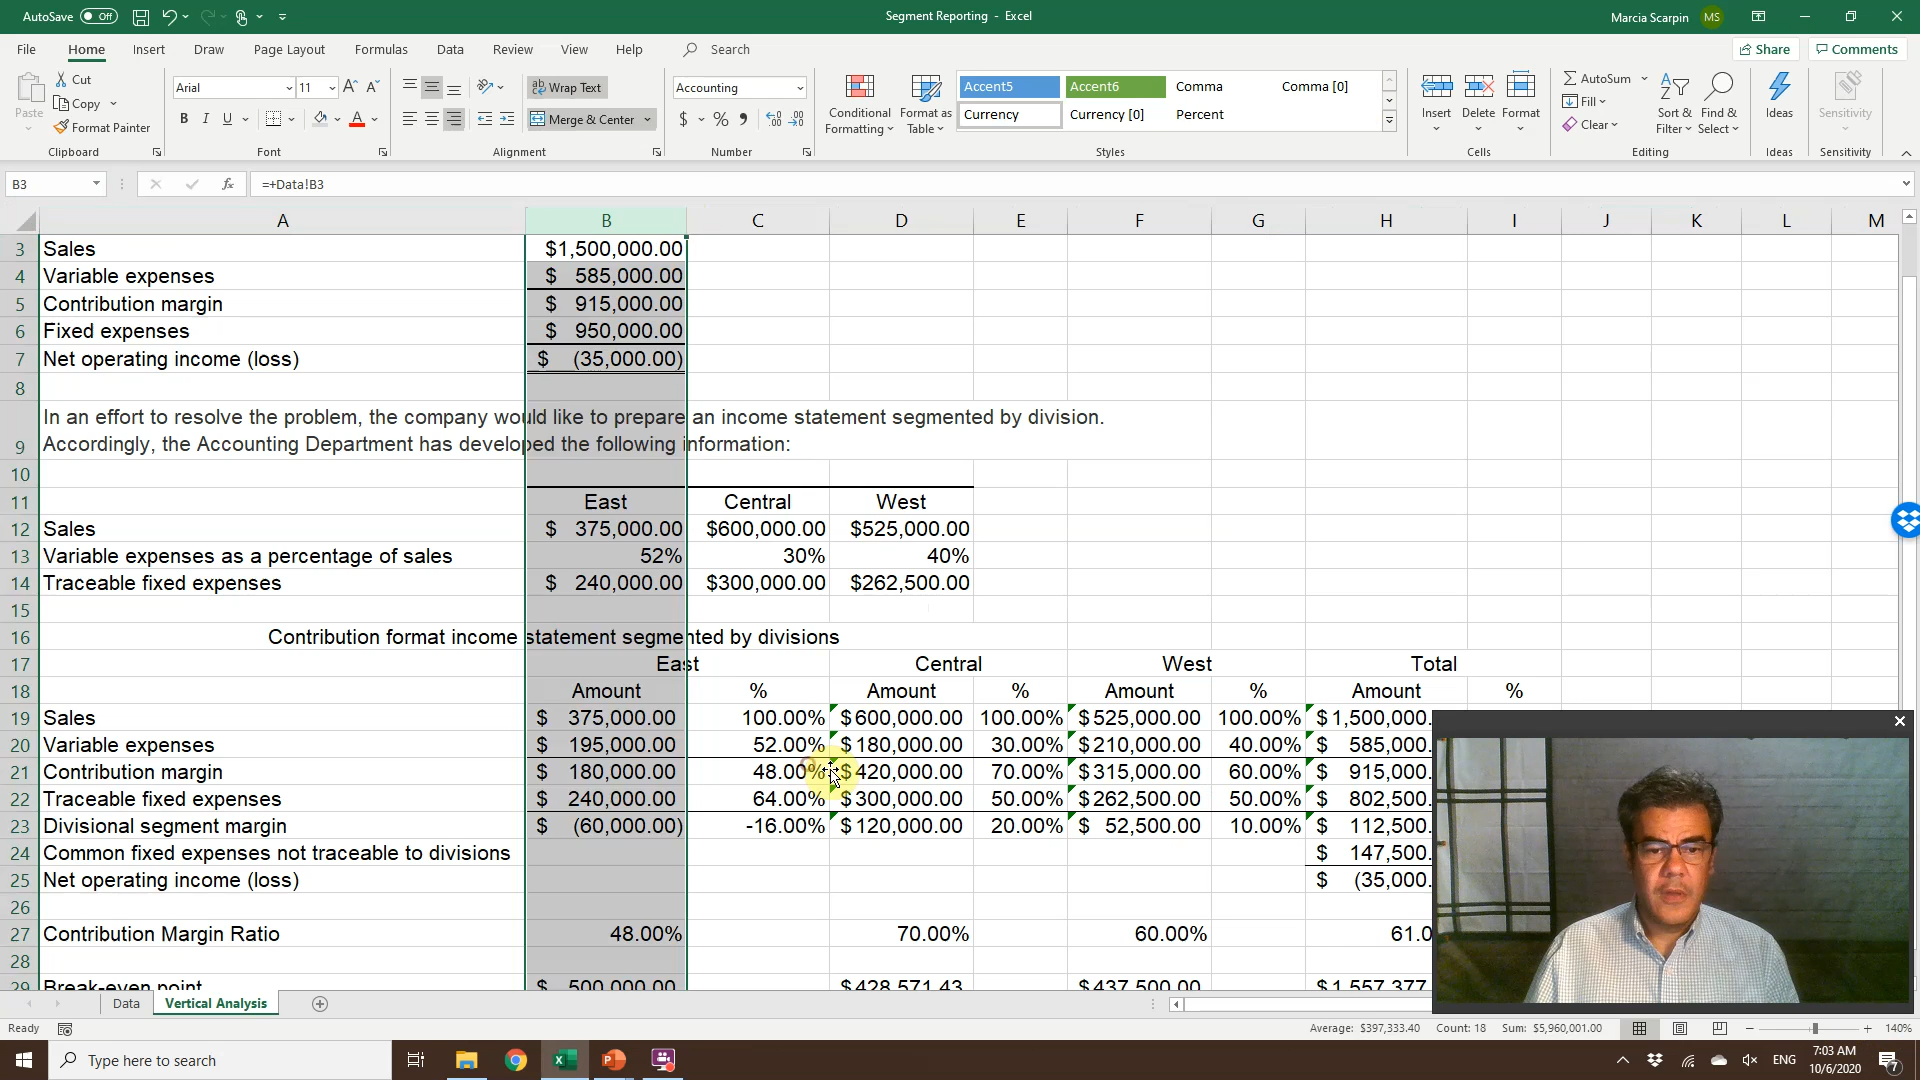 AutoSave Off
Segment Reporting - Excel
Marcia Scarpin MS
File Home Insert Draw Page Layout Formulas Data Review View Help Search
Share Comments
Paste
Cut
Copy
Format Painter
Clipboard
Arial 11
B I U A
Font
Wrap Text
Merge & Center
Alignment
Accounting
$ % ,
Number
Conditional Formatting
Format as Table
Accent5 Accent6 Comma Comma [0]
Currency Currency [0] Percent
Styles
Insert Delete Format
Cells
AutoSum
Fill
Clear
Sort & Filter
Find & Select
Editing
Ideas
Ideas
Sensitivity
Sensitivity
B3 fx =+Data!B3
A B C D E F G H I J K L M
3 Sales $1,500,000.00
4 Variable expenses $ 585,000.00
5 Contribution margin $ 915,000.00
6 Fixed expenses $ 950,000.00
7 Net operating income (loss) $ (35,000.00)
8
In an effort to resolve the problem, the company would like to prepare an income statement segmented by division.
9 Accordingly, the Accounting Department has developed the following information:
10
11 East Central West
12 Sales $ 375,000.00 $600,000.00 $525,000.00
13 Variable expenses as a percentage of sales 52% 30% 40%
14 Traceable fixed expenses $ 240,000.00 $300,000.00 $262,500.00
15
16 Contribution format income statement segmented by divisions
17 East Central West Total
18 Amount % Amount % Amount % Amount %
19 Sales $ 375,000.00 100.00% $600,000.00 100.00% $525,000.00 100.00% $1,500,000.
20 Variable expenses $ 195,000.00 52.00% $180,000.00 30.00% $210,000.00 40.00% $ 585,000.
21 Contribution margin $ 180,000.00 48.00% $420,000.00 70.00% $315,000.00 60.00% $ 915,000.
22 Traceable fixed expenses $ 240,000.00 64.00% $300,000.00 50.00% $262,500.00 50.00% $ 802,500.
23 Divisional segment margin $ (60,000.00) -16.00% $120,000.00 20.00% $ 52,500.00 10.00% $ 112,500.
24 Common fixed expenses not traceable to divisions $ 147,500.
25 Net operating income (loss) $ (35,000.
26
27 Contribution Margin Ratio 48.00% 70.00% 60.00% 61.0
28
29 Break-even point $ 500,000.00 $428,571.43 $437,500.00 $1,557,377.
Data Vertical Analysis
Ready
Average: $397,333.40 Count: 18 Sum: $5,960,001.00
140%
Type here to search
ENG
7:03 AM
10/6/2020
7